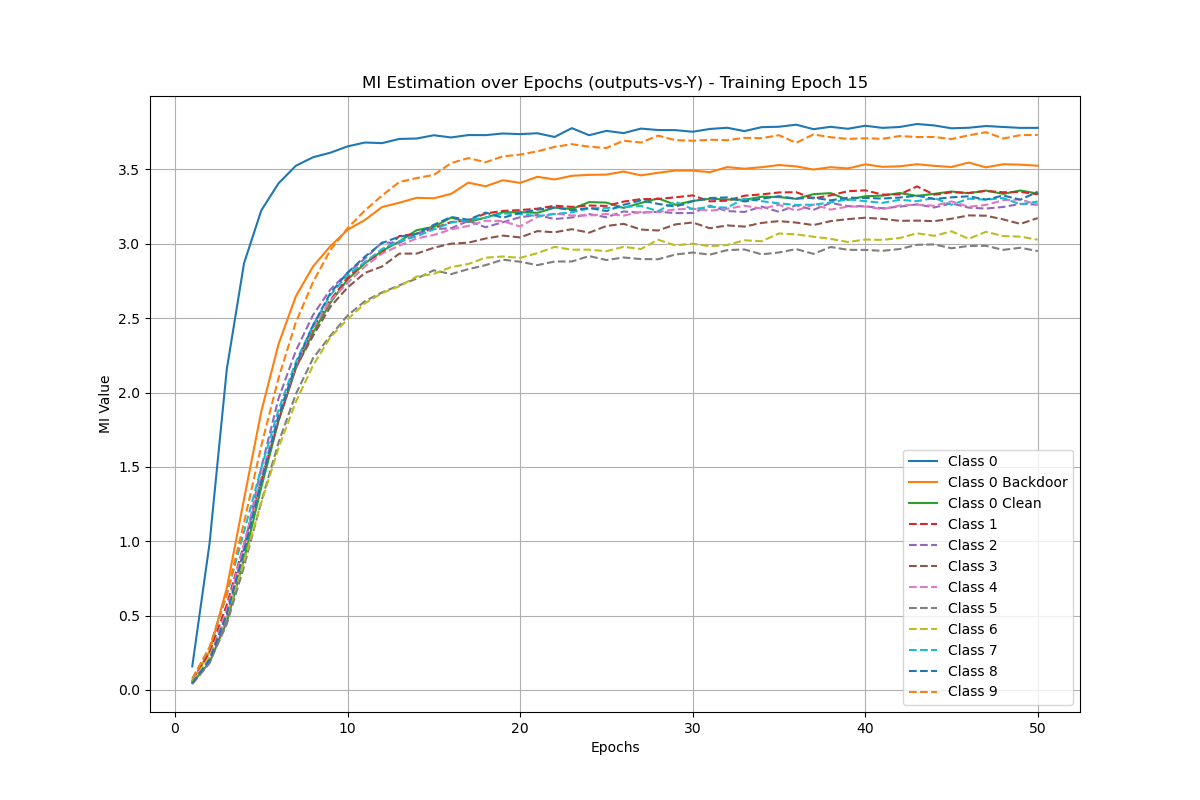 MI Estimation over Epochs (outputs-vs-Y) - Training Epoch 15
MI Value
3.5
3.0
2.5
2.0
1.5
1.0
0.5
0.0
Class 0
Class 0 Backdoor
Class 0 Clean
Class 1
Class 2
Class 3
Class 4
Class 5
Class 6
Class 7
Class 8
Class 9
0 10 20 30 40 50
Epochs